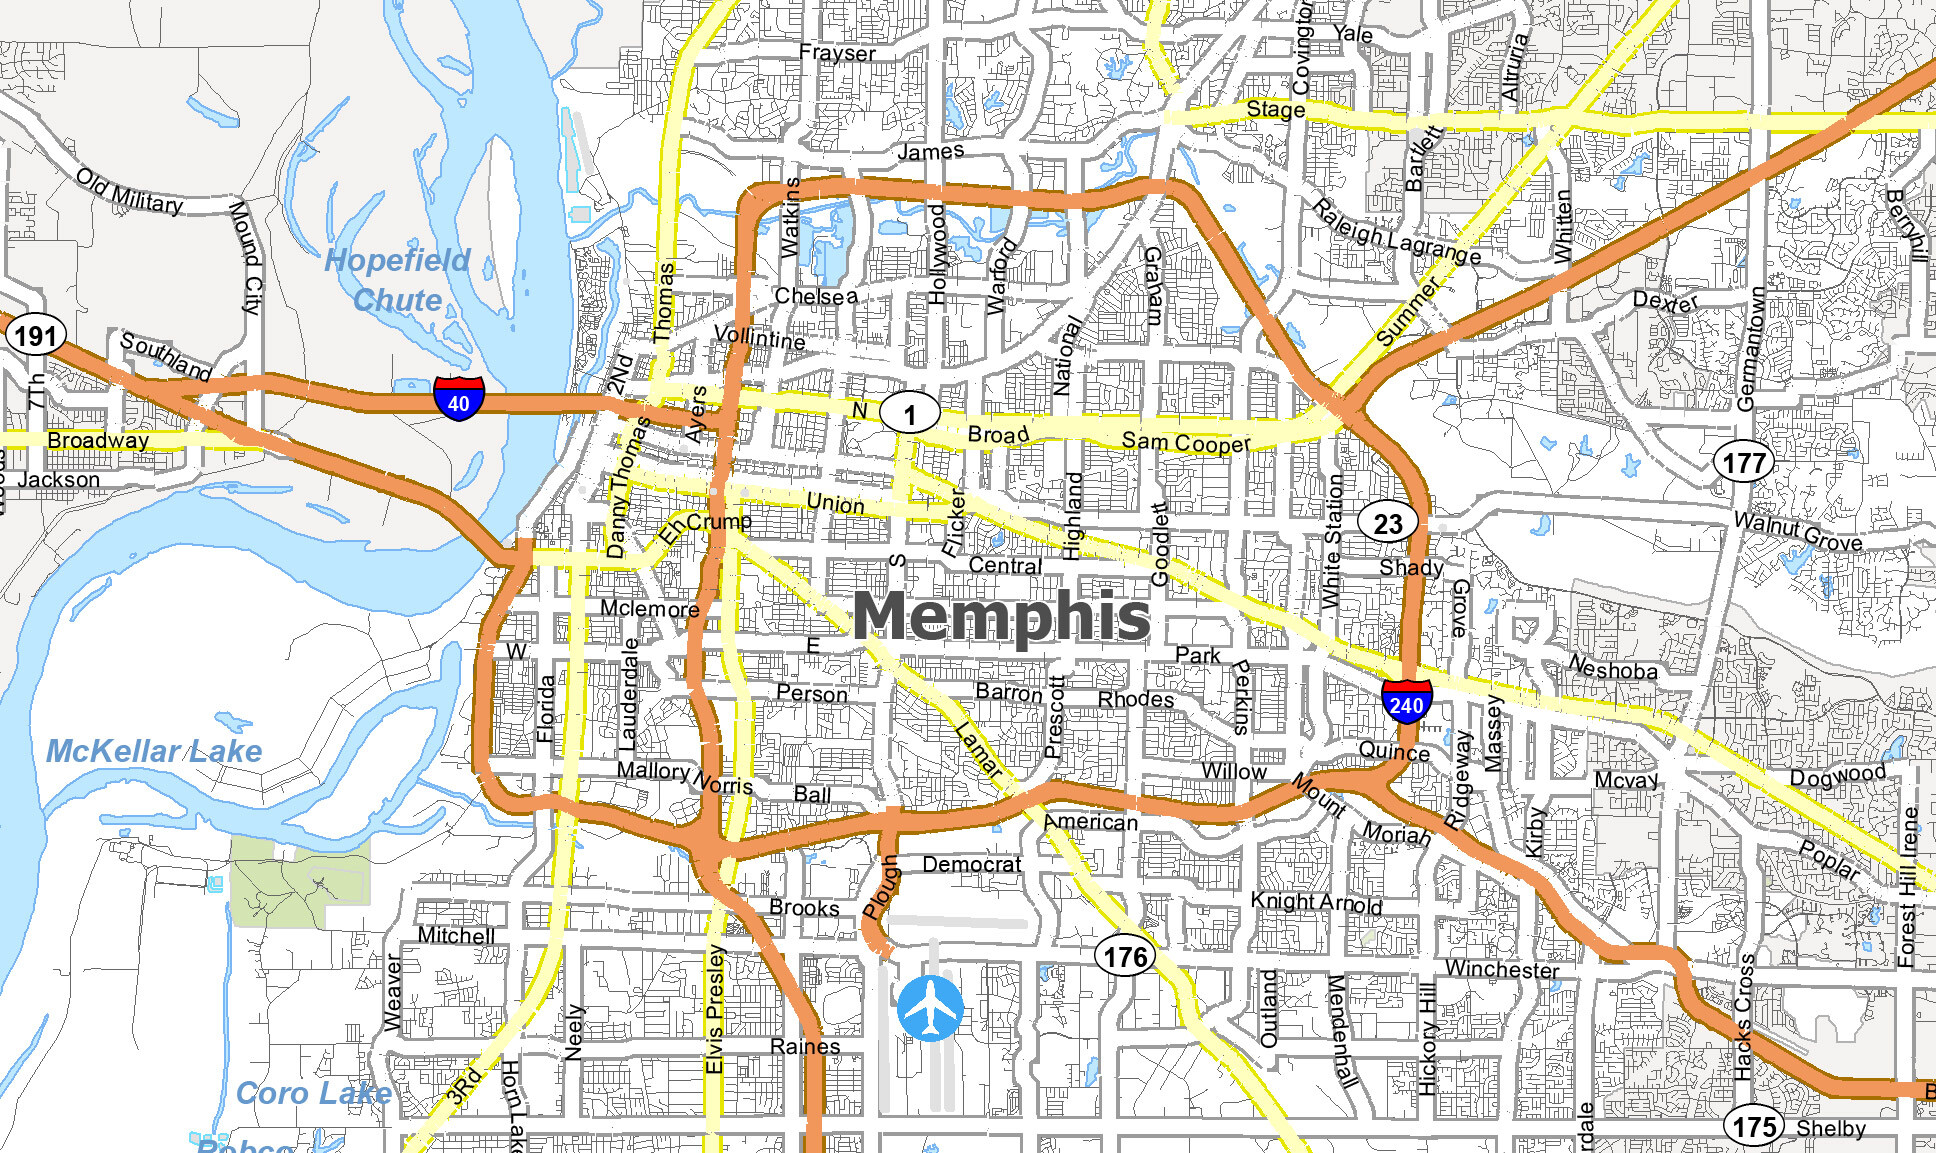 Frayser
Yale
Covington
Altruria
Stage
James
Bartlett
Old Military
Mound City
Watkins
Hollywood
Warford
Graham
Raleigh Lagrange
Whitten
Berryhill
Hopefield
Chute
Thomas
Chelsea
Vollintine
National
Summer
Dexter
Germantown
191
Southland
7Th
2Nd
40
Ayers
N
1
Broad
Sam Cooper
Broadway
Jackson
Danny Thomas
177
Union
Flicker
Highland
Goodlett
White Station
23
Walnut Grove
Eh
Crump
S
Central
Shady
Grove
Mclemore
Memphis
W
E
Park
Perkins
Neshoba
Lauderdale
Florida
Person
Barron
Prescott
Rhodes
240
Massey
McKellar Lake
Lamar
Quince
Ridgeway
Mallory
Norris
Ball
Willow
Mount
Moriah
Mcvay
Dogwood
American
Kirby
Forest Hill Irene
Poplar
Democrat
Plough
Brooks
Knight Arnold
Mitchell
176
Winchester
Weaver
Elvis Presley
Outland
Mendenhall
Hickory Hill
Hacks Cross
Neely
Raines
3Rd
Horn Lake
Coro Lake
B
175
Shelby
rdale